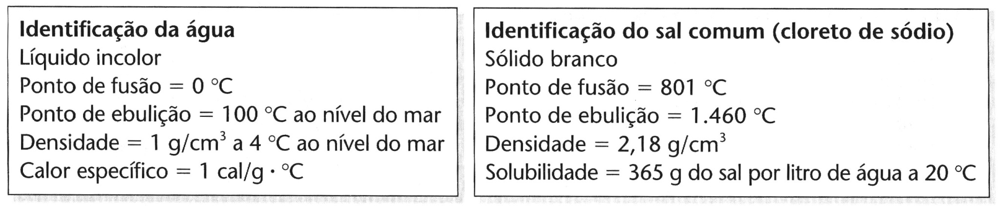 Identificação da água
Líquido incolor
Ponto de fusão = 0 °C
Ponto de ebulição = 100 °C ao nível do mar
Densidade = 1 g/cm³ a 4 °C ao nível do mar
Calor específico = 1 cal/g · °C
Identificação do sal comum (cloreto de sódio)
Sólido branco
Ponto de fusão = 801 °C
Ponto de ebulição = 1.460 °C
Densidade = 2,18 g/cm³
Solubilidade = 365 g do sal por litro de água a 20 °C